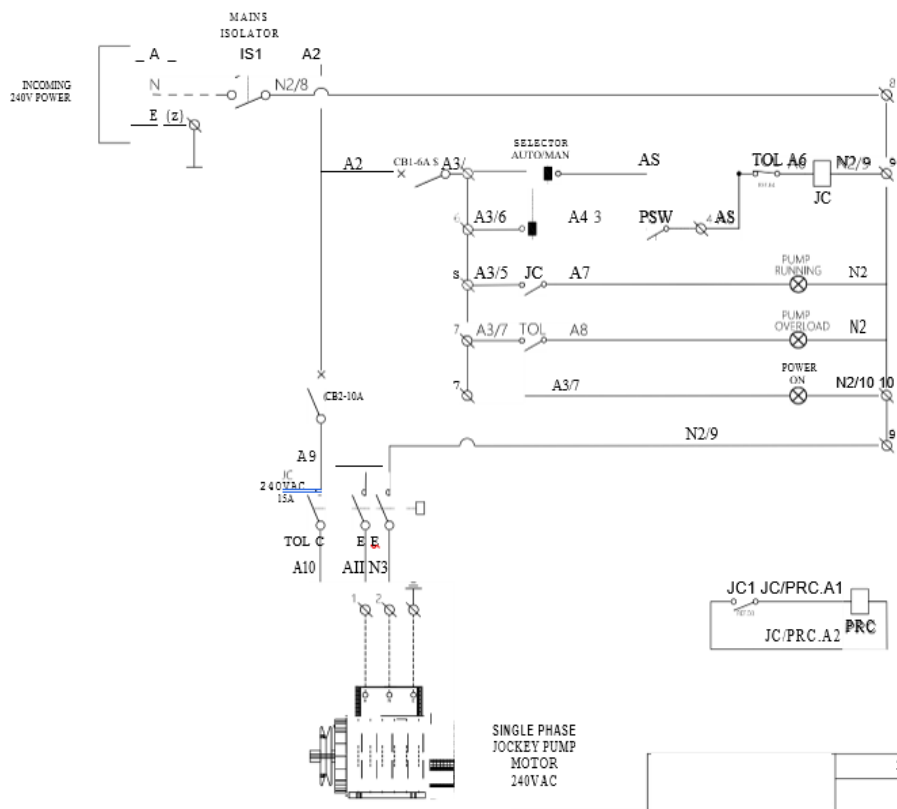 MAINS
ISOLATOR
_ A _
IS1
A2
INCOMING
240V POWER
N
N2/8
8
E (z)
SELECTOR
AUTO/MAN
A2
CB1-6A S
A3/
AS
TOL A6
N2/9
9
JC
6
A3/6
A4 3
PSW
4
AS
S
A3/5
JC
A7
PUMP
RUNNING
N2
7
A3/7
TOL
A8
PUMP
OVERLOAD
N2
POWER
ON
7
A3/7
N2/10 10
(CB2-10A
N2/9
9
A9
JC
240VAC
15A
TOL C
E E
A10
AII N3
1
2
JC1 JC/PRC.A1
JC/PRC.A2
PRC
SINGLE PHASE
JOCKEY PUMP
MOTOR
240VAC